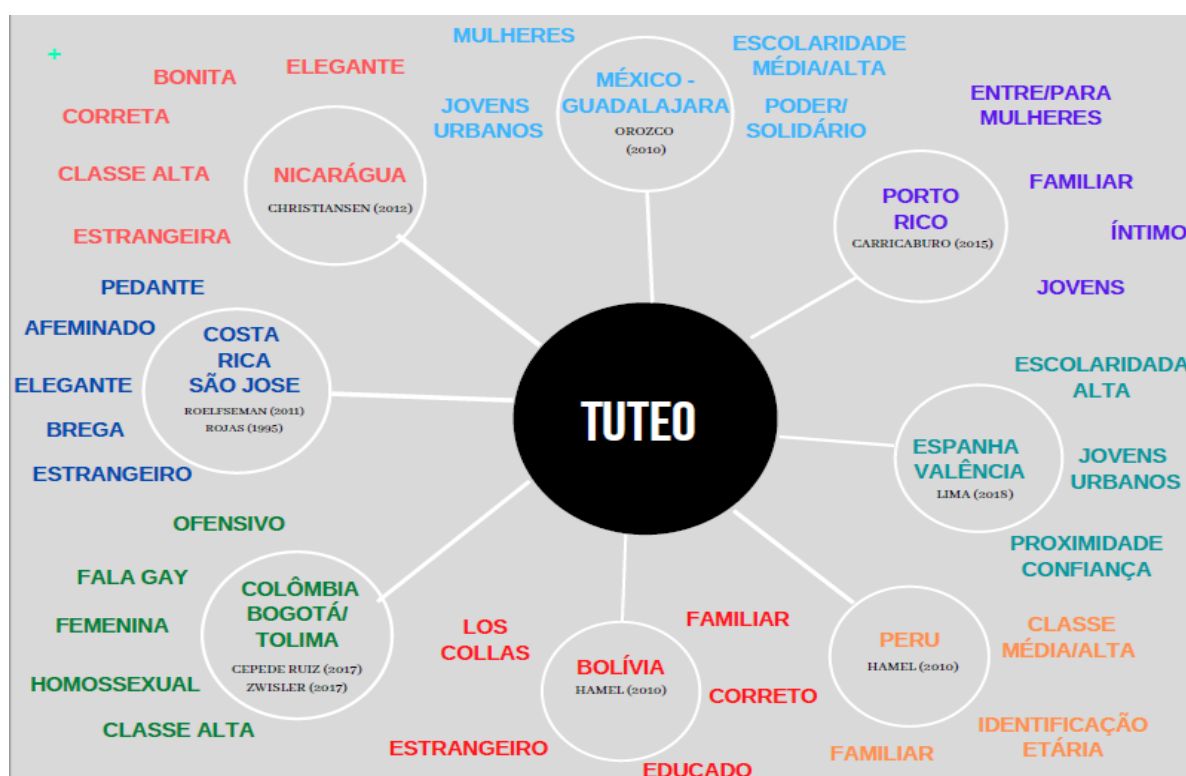 +
BONITA
ELEGANTE
CORRETA
CLASSE ALTA
ESTRANGEIRA
NICARÁGUA
CHRISTIANSEN (2012)
MULHERES
JOVENS
URBANOS
MÉXICO -
GUADALAJARA
OROZCO
(2010)
ESCOLARIDADE
MÉDIA/ALTA
PODER/
SOLIDÁRIO
ENTRE/PARA
MULHERES
FAMILIAR
ÍNTIMO
JOVENS
PORTO
RICO
CARRICABURO (2015)
PEDANTE
AFEMINADO
ELEGANTE
BREGA
ESTRANGEIRO
COSTA
RICA
SÃO JOSE
ROELFSEMAN (2011)
ROJAS (1995)
TUTEO
ESCOLARIDADA
ALTA
ESPANHA
VALÊNCIA
LIMA (2018)
JOVENS
URBANOS
PROXIMIDADE
CONFIANÇA
OFENSIVO
FALA GAY
FEMENINA
HOMOSSEXUAL
CLASSE ALTA
COLÔMBIA
BOGOTÁ/
TOLIMA
CEPEDE RUIZ (2017)
ZWISLER (2017)
LOS
COLLAS
FAMILIAR
BOLÍVIA
HAMEL (2010)
CORRETO
ESTRANGEIRO
EDUCADO
PERU
HAMEL (2010)
CLASSE
MÉDIA/ALTA
IDENTIFICAÇÃO
ETÁRIA
FAMILIAR